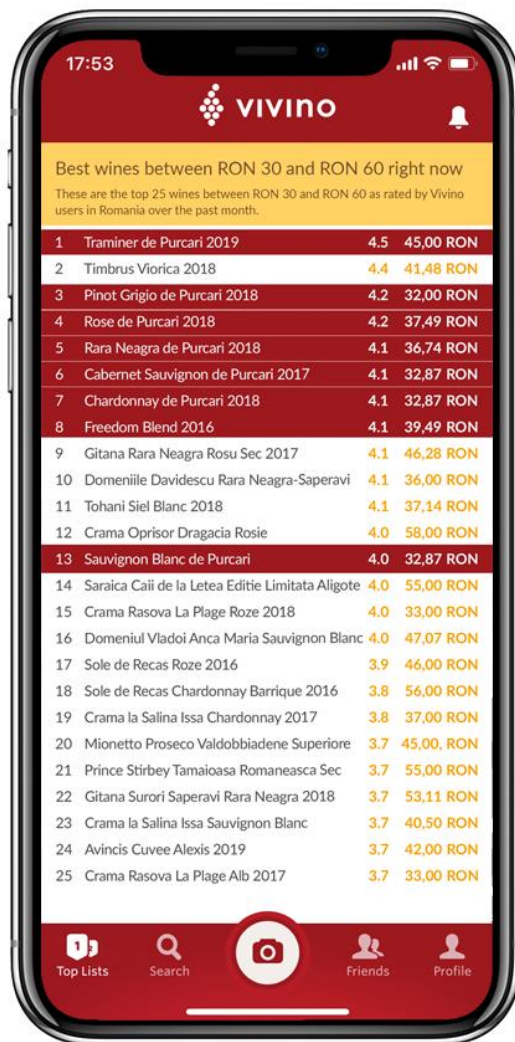 17:53
VIVINO
Best wines between RON 30 and RON 60 right now
These are the top 25 wines between RON 30 and RON 60 as rated by Vivino
users in Romania over the past month.
1 Traminer de Purcari 2019 4.5 45,00 RON
2 Timbrus Viorica 2018 4.4 41,48 RON
3 Pinot Grigio de Purcari 2018 4.2 32,00 RON
4 Rose de Purcari 2018 4.2 37,49 RON
5 Rara Neagra de Purcari 2018 4.1 36,74 RON
6 Cabernet Sauvignon de Purcari 2017 4.1 32,87 RON
7 Chardonnay de Purcari 2018 4.1 32,87 RON
8 Freedom Blend 2016 4.1 39,49 RON
9 Gitana Rara Neagra Rosu Sec 2017 4.1 46,28 RON
10 Domeniile Davidescu Rara Neagra-Saperavi 4.1 36,00 RON
11 Tohani Siel Blanc 2018 4.1 37,14 RON
12 Crama Oprisor Dragacia Rosie 4.0 58,00 RON
13 Sauvignon Blanc de Purcari 4.0 32,87 RON
14 Saraica Caii de la Letea Editie Limitata Aligote 4.0 55,00 RON
15 Crama Rasova La Plage Roze 2018 4.0 33,00 RON
16 Domeniul Vladoi Anca Maria Sauvignon Blanc 4.0 47,07 RON
17 Sole de Recas Roze 2016 3.9 46,00 RON
18 Sole de Recas Chardonnay Barrique 2016 3.8 56,00 RON
19 Crama la Salina Issa Chardonnay 2017 3.8 37,00 RON
20 Mionetto Proseco Valdobbiadene Superiore 3.7 45,00, RON
21 Prince Stirbey Tamaioasa Romaneasca Sec 3.7 55,00 RON
22 Gitana Surori Saperavi Rara Neagra 2018 3.7 53,11 RON
23 Crama la Salina Issa Sauvignon Blanc 3.7 40,50 RON
24 Avincis Cuvee Alexis 2019 3.7 42,00 RON
25 Crama Rasova La Plage Alb 2017 3.7 33,00 RON
1
Top Lists Search Friends Profile